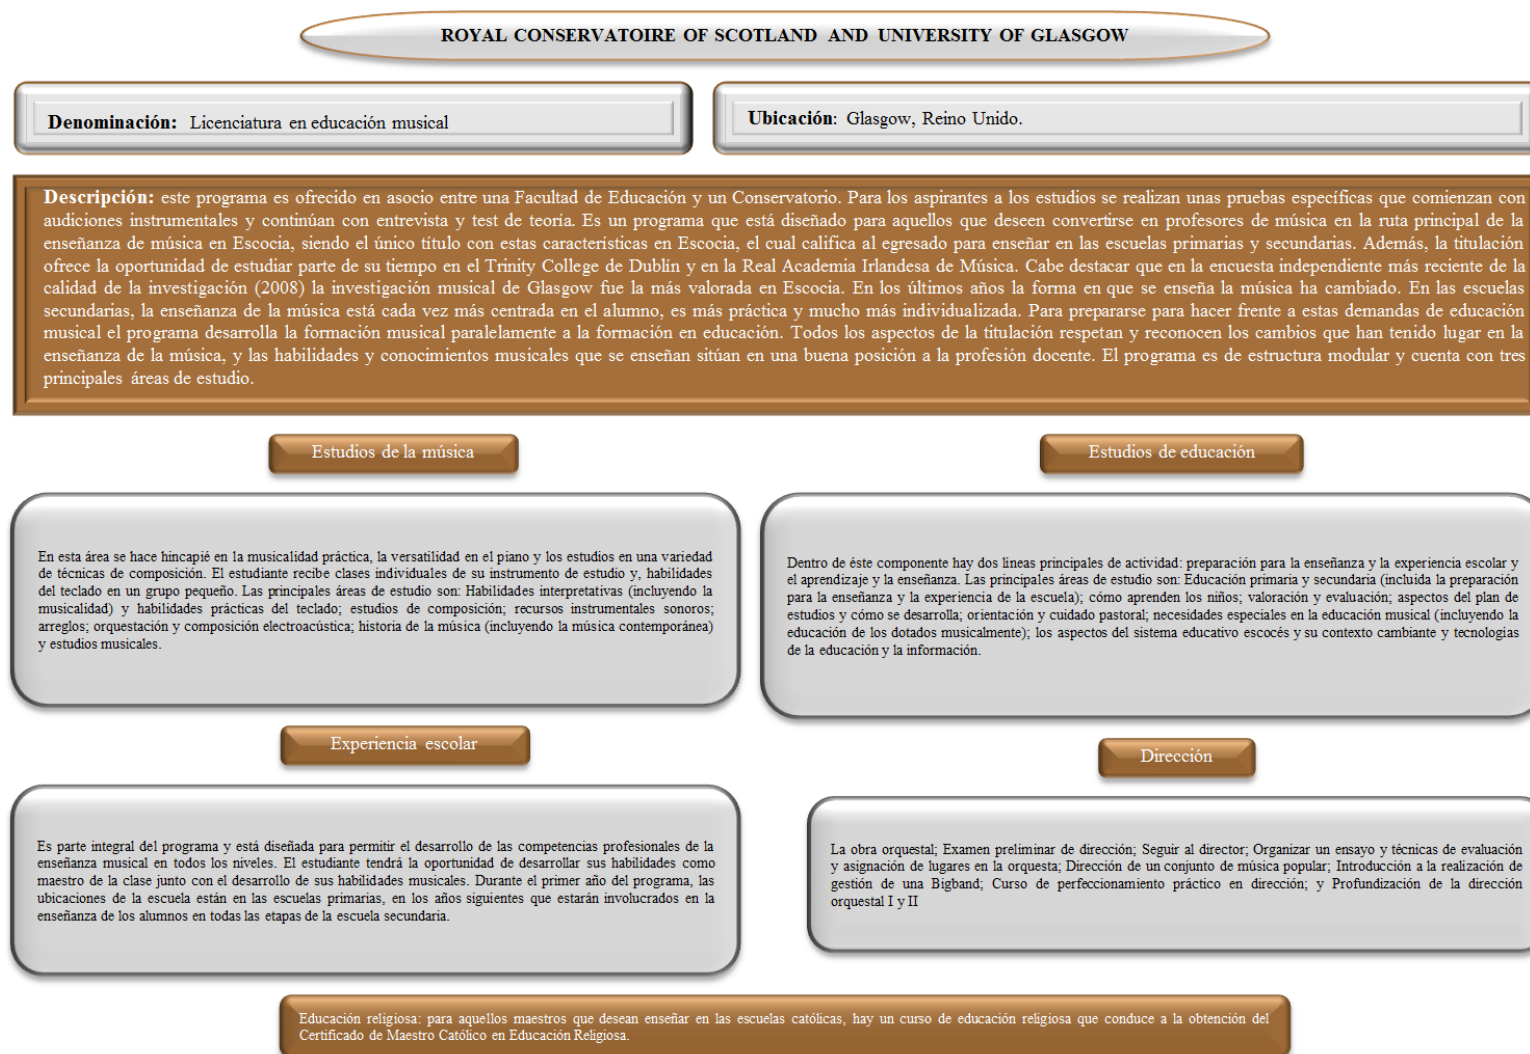 ROYAL CONSERVATOIRE OF SCOTLAND AND UNIVERSITY OF GLASGOW
Denominación: Licenciatura en educación musical
Ubicación: Glasgow, Reino Unido.
Descripción: este programa es ofrecido en asocio entre una Facultad de Educación y un Conservatorio. Para los aspirantes a los estudios se realizan unas pruebas específicas que comienzan con
audiciones instrumentales y continúan con entrevista y test de teoría. Es un programa que está diseñado para aquellos que deseen convertirse en profesores de música en la ruta principal de la
enseñanza de música en Escocia, siendo el único título con estas características en Escocia, el cual califica al egresado para enseñar en las escuelas primarias y secundarias. Además, la titulación
ofrece la oportunidad de estudiar parte de su tiempo en el Trinity College de Dublín y en la Real Academia Irlandesa de Música. Cabe destacar que en la encuesta independiente más reciente de la
calidad de la investigación (2008) la investigación musical de Glasgow fue la más valorada en Escocia. En los últimos años la forma en que se enseña la música ha cambiado. En las escuelas
secundarias, la enseñanza de la música está cada vez más centrada en el alumno, es más práctica y mucho más individualizada. Para prepararse para hacer frente a estas demandas de educación
musical el programa desarrolla la formación musical paralelamente a la formación en educación. Todos los aspectos de la titulación respetan y reconocen los cambios que han tenido lugar en la
enseñanza de la música, y las habilidades y conocimientos musicales que se enseñan sitúan en una buena posición a la profesión docente. El programa es de estructura modular y cuenta con tres
principales áreas de estudio.
Estudios de la música
En esta área se hace hincapié en la musicalidad práctica, la versatilidad en el piano y los estudios en una variedad
de técnicas de composición. El estudiante recibe clases individuales de su instrumento de estudio y, habilidades
del teclado en un grupo pequeño. Las principales áreas de estudio son: Habilidades interpretativas (incluyendo la
musicalidad) y habilidades prácticas del teclado; estudios de composición; recursos instrumentales sonoros;
arreglos; orquestación y composición electroacústica; historia de la música (incluyendo la música contemporánea)
y estudios musicales.
Estudios de educación
Dentro de éste componente hay dos líneas principales de actividad: preparación para la enseñanza y la experiencia escolar y
el aprendizaje y la enseñanza. Las principales áreas de estudio son: Educación primaria y secundaria (incluida la preparación
para la enseñanza y la experiencia de la escuela); cómo aprenden los niños; valoración y evaluación; aspectos del plan de
estudios y cómo se desarrolla; orientación y cuidado pastoral; necesidades especiales en la educación musical (incluyendo la
educación de los dotados musicalmente); los aspectos del sistema educativo escocés y su contexto cambiante y tecnologías
de la educación y la información.
Experiencia escolar
Es parte integral del programa y está diseñada para permitir el desarrollo de las competencias profesionales de la
enseñanza musical en todos los niveles. El estudiante tendrá la oportunidad de desarrollar sus habilidades como
maestro de la clase junto con el desarrollo de sus habilidades musicales. Durante el primer año del programa, las
ubicaciones de la escuela están en las escuelas primarias, en los años siguientes que estarán involucrados en la
enseñanza de los alumnos en todas las etapas de la escuela secundaria.
Dirección
La obra orquestal; Examen preliminar de dirección; Seguir al director; Organizar un ensayo y técnicas de evaluación
y asignación de lugares en la orquesta; Dirección de un conjunto de música popular; Introducción a la realización de
gestión de una Bigband; Curso de perfeccionamiento práctico en dirección; y Profundización de la dirección
orquestal I y II
Educación religiosa: para aquellos maestros que desean enseñar en las escuelas católicas, hay un curso de educación religiosa que conduce a la obtención del
Certificado de Maestro Católico en Educación Religiosa.